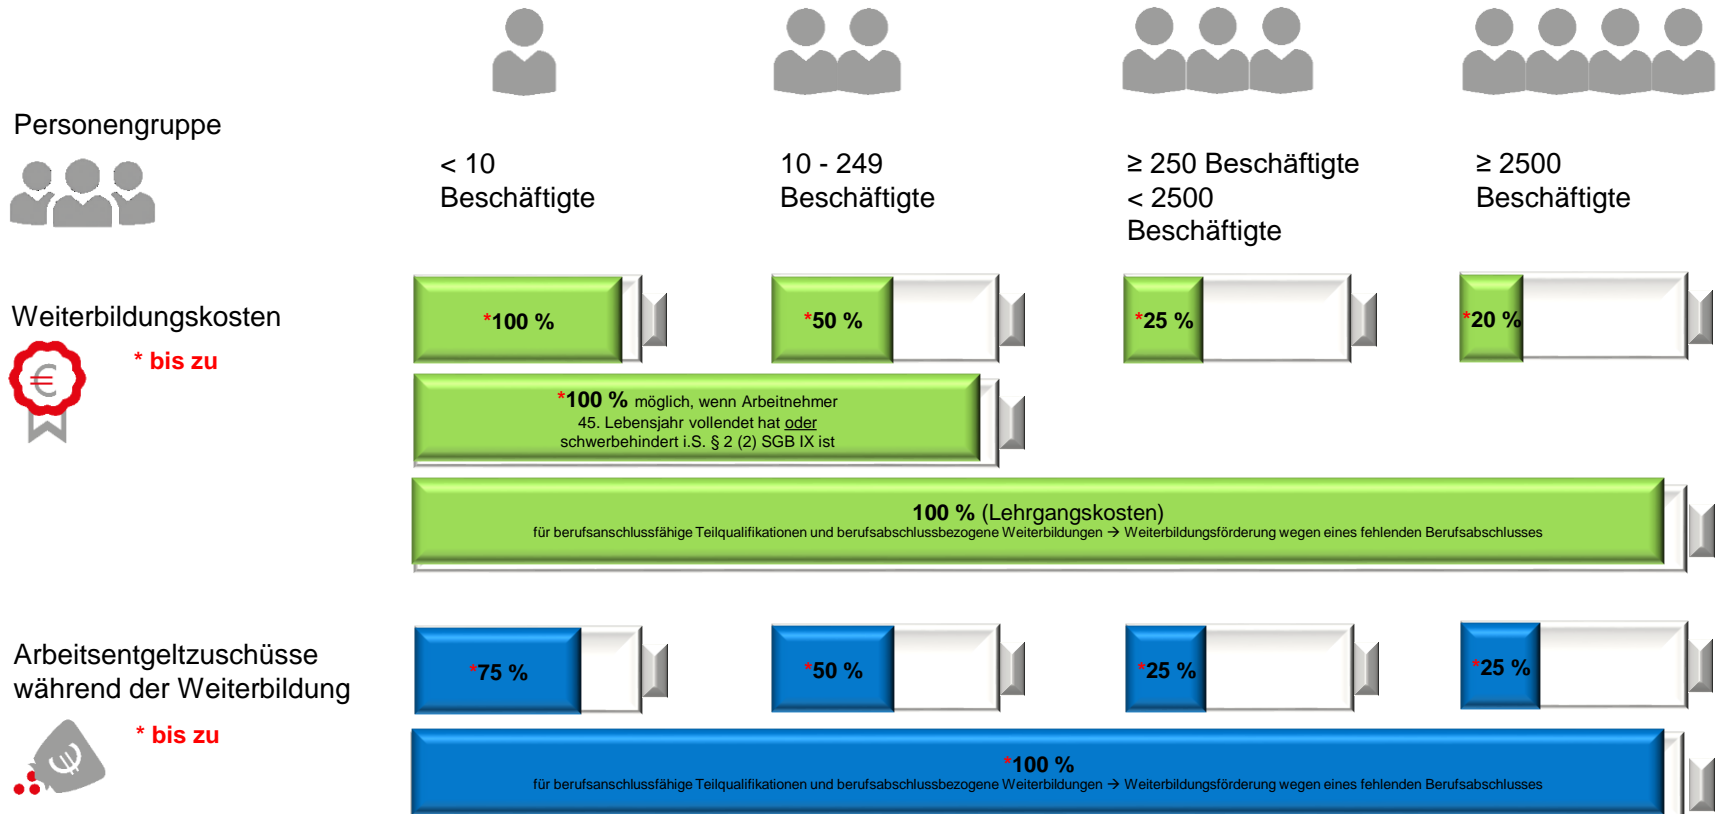 Personengruppe
< 10
Beschäftigte
10 - 249
Beschäftigte
≥ 250 Beschäftigte
< 2500
Beschäftigte
≥ 2500
Beschäftigte
Weiterbildungskosten
* bis zu
€
*100 %
*50 %
*25 %
*20 %
*100 % möglich, wenn Arbeitnehmer
45. Lebensjahr vollendet hat oder
schwerbehindert i.S. § 2 (2) SGB IX ist
100 % (Lehrgangskosten)
für berufsanschlussfähige Teilqualifikationen und berufsabschlussbezogene Weiterbildungen → Weiterbildungsförderung wegen eines fehlenden Berufsabschlusses
Arbeitsentgeltzuschüsse
während der Weiterbildung
* bis zu
€
*75 %
*50 %
*25 %
*25 %
*100 %
für berufsanschlussfähige Teilqualifikationen und berufsabschlussbezogene Weiterbildungen → Weiterbildungsförderung wegen eines fehlenden Berufsabschlusses